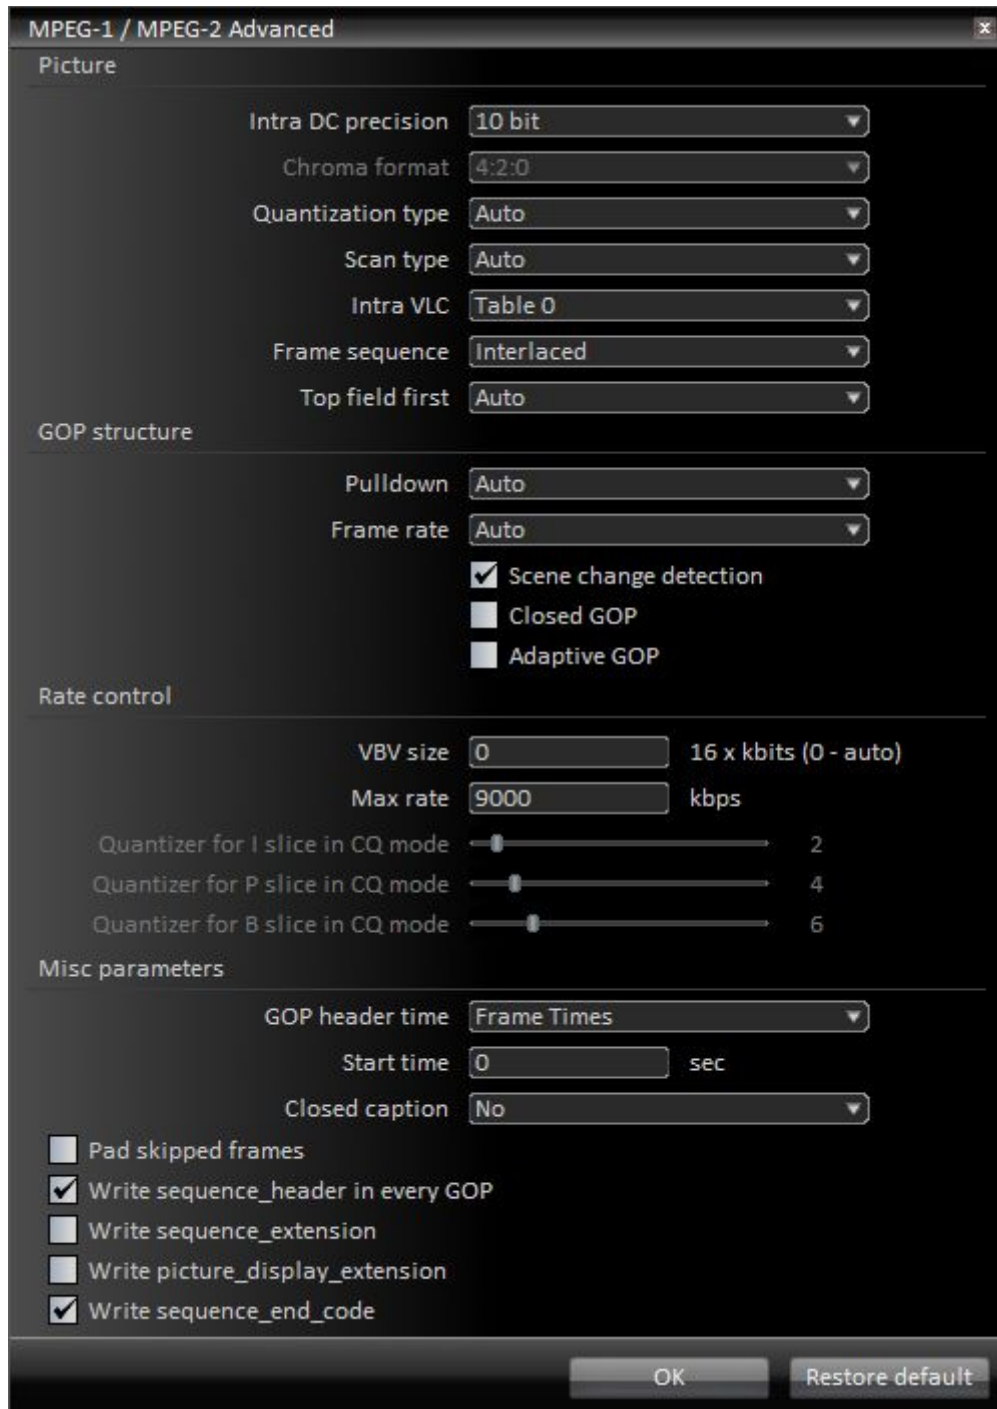 MPEG-1 / MPEG-2 Advanced
Picture
Intra DC precision 10 bit
Chroma format 4:2:0
Quantization type Auto
Scan type Auto
Intra VLC Table 0
Frame sequence Interlaced
Top field first Auto
GOP structure
Pulldown Auto
Frame rate Auto
Scene change detection
Closed GOP
Adaptive GOP
Rate control
VBV size 0 16 x kbits (0 - auto)
Max rate 9000 kbps
Quantizer for I slice in CQ mode 2
Quantizer for P slice in CQ mode 4
Quantizer for B slice in CQ mode 6
Misc parameters
GOP header time Frame Times
Start time 0 sec
Closed caption No
Pad skipped frames
Write sequence_header in every GOP
Write sequence_extension
Write picture_display_extension
Write sequence_end_code
OK Restore default